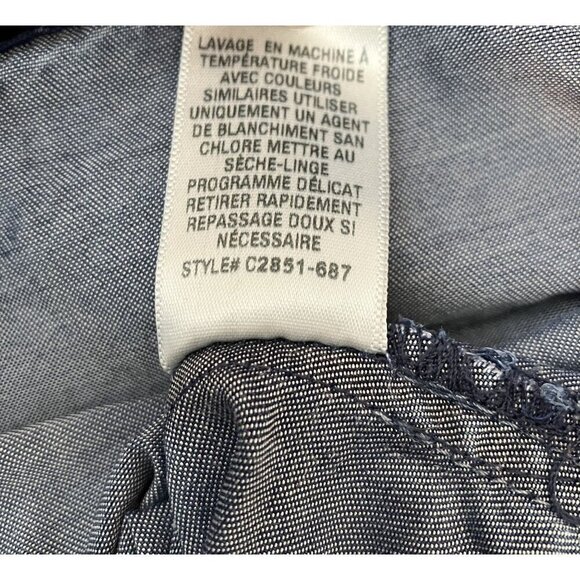 LAVAGE EN MACHINE À
TEMPÉRATURE FROIDE
AVEC COULEURS
SIMILAIRES UTILISER
UNIQUEMENT UN AGENT
DE BLANCHIMENT SAN
CHLORE METTRE AU
SÈCHE-LINGE
PROGRAMME DÉLICAT
RETIRER RAPIDEMENT
REPASSAGE DOUX SI
NÉCESSAIRE
STYLE# C2851-687